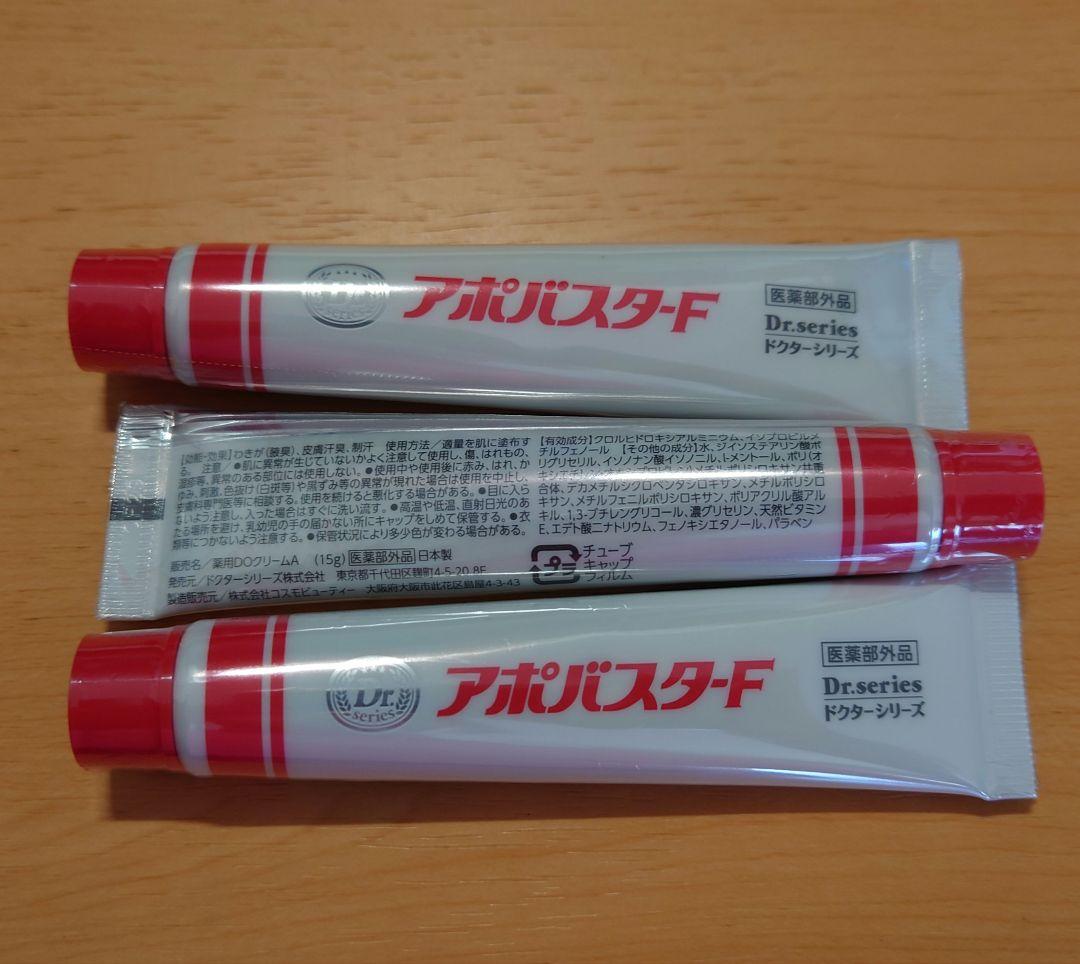 Dr.
series
アポバスターF
医薬部外品
Dr.series
ドクターシリーズ
【効能・効果】わきが（腋臭）、皮膚汗臭、制汗　使用方法／適量を肌に塗布す
る。 注意／●肌に異常が生じていないかよく注意して使用し、傷、はれもの、
湿疹等、異常のある部位には使用しない。●使用中や使用後に赤み、はれ、か
ゆみ、刺激、色抜け（白斑等）や黒ずみ等の異常が現れた場合は使用を中止し、
皮膚科専門医等に相談する。使用を続けると悪化する場合がある。●目に入ら
ないよう注意し、入った場合はすぐに洗い流す。●高温や低温、直射日光のあ
たる場所を避け、乳幼児の手の届かない所にキャップをしめて保管する。●衣
類等につかないよう注意する。●保管状況により多少色が変わる場合がある。
販売名／薬用DOクリームA　（15g） 医薬部外品 日本製
発売元／ドクターシリーズ株式会社　東京都千代田区麹町4-5-20 8F
製造販売元／株式会社コスモビューティー　大阪府大阪市此花区島屋4-3-43
【有効成分】クロルヒドロキシアルミニウム、イソプロピルメ
チルフェノール 【その他の成分】水、ジイソステアリン酸ポ
リグリセリル、イソノナン酸イソノニル、l-メントール、ポリ(オ
メチルポリシロキサン共重
合体、デカメチルシクロペンタシロキサン、メチルポリシロ
キサン、メチルフェニルポリシロキサン、ポリアクリル酸アル
キル、1,3-ブチレングリコール、濃グリセリン、天然ビタミン
E、エデト酸二ナトリウム、フェノキシエタノール、パラベン
プラ
チューブ
キャップ
フィルム
Dr.
series
アポバスターF
医薬部外品
Dr.series
ドクターシリーズ